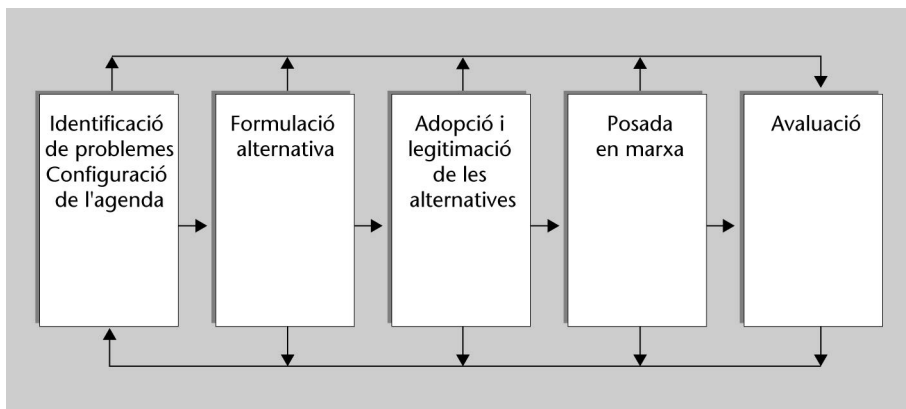 Identificació
de problemes
Configuració
de l'agenda
Formulació
alternativa
Adopció i
legitimació
de les
alternatives
Posada
en marxa
Avaluació